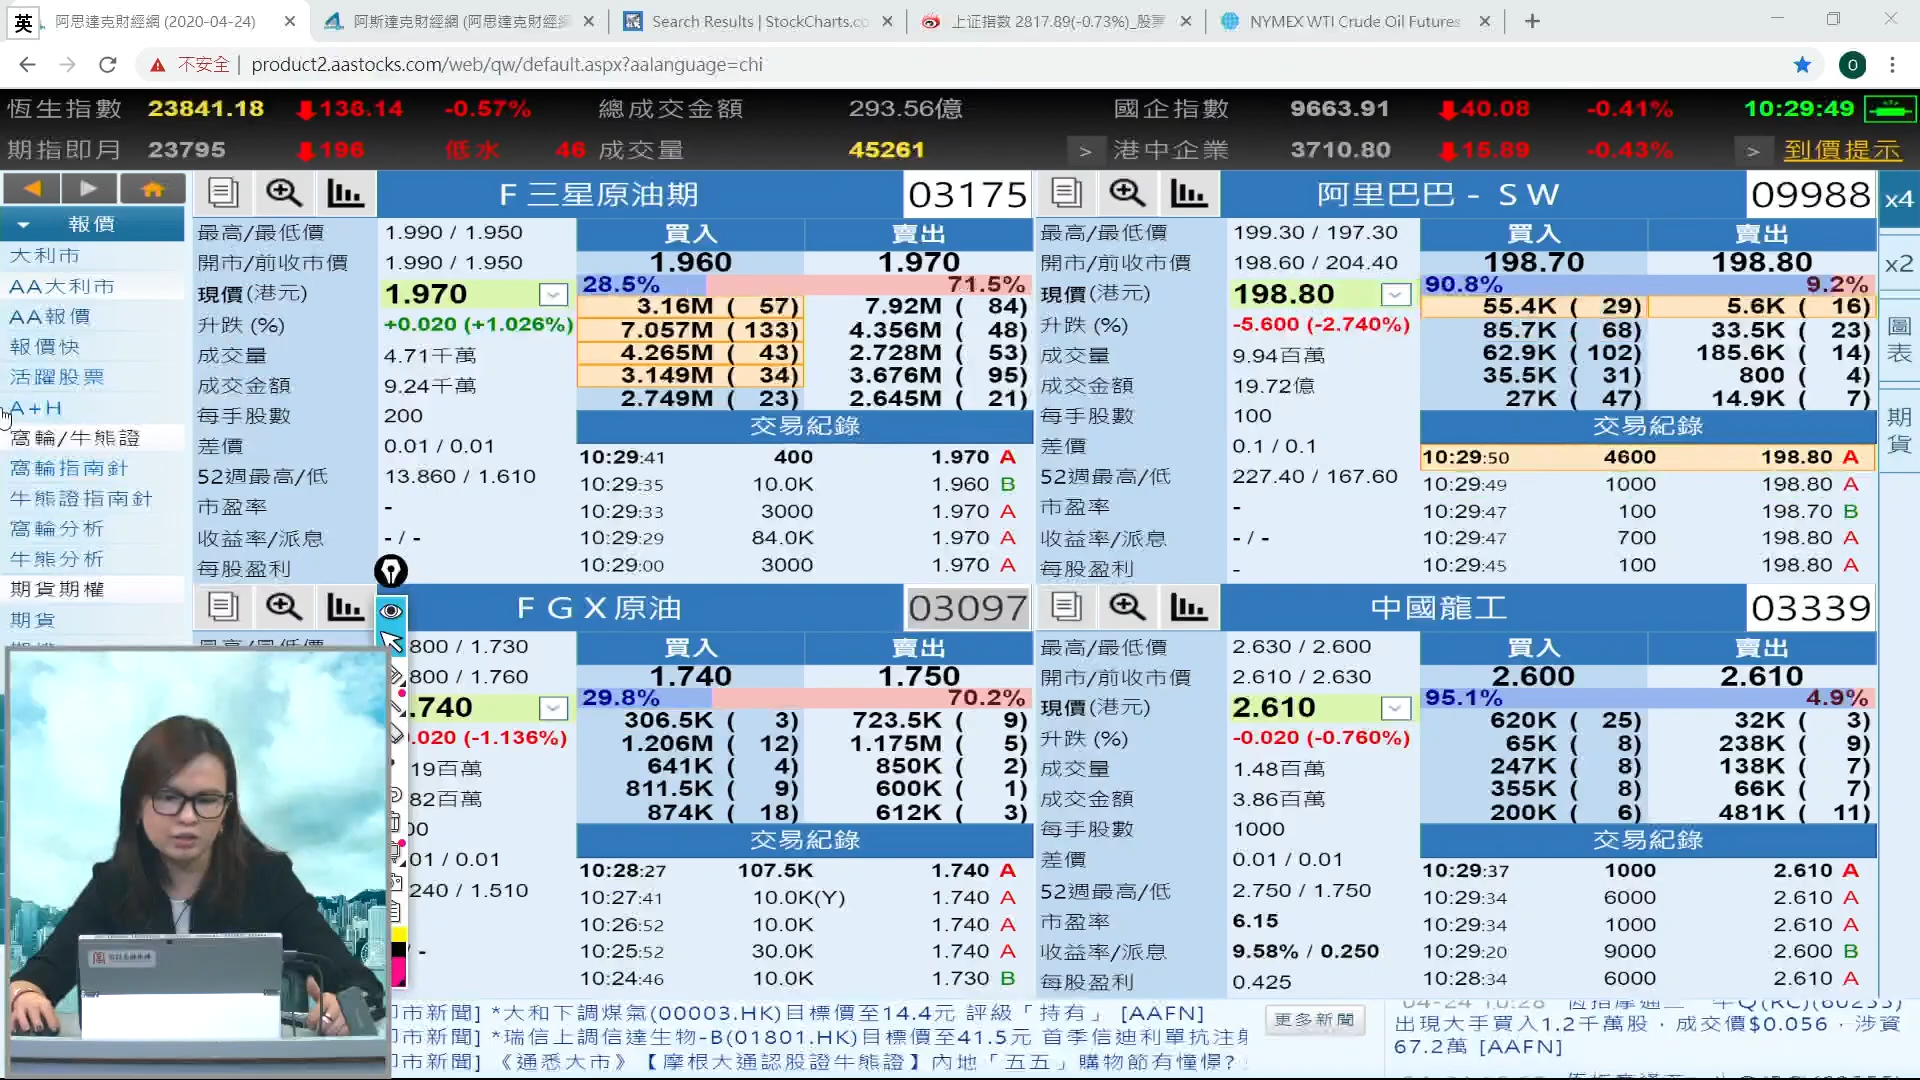 英 阿思達克財經網 (2020-04-24)
阿斯達克財經網 (阿思達克財經網
Search Results | StockCharts.co
上证指数 2817.89(-0.73%)_股票
NYMEX WTI Crude Oil Futures
不安全 | product2.aastocks.com/web/qw/default.aspx?aalanguage=chi
O
恆生指數 23841.18 136.14 -0.57% 總成交金額 293.56億 國企指數 9663.91 40.08 -0.41% 10:29:49
期指即月 23795 196 低水 46 成交量 45261 > 港中企業 3710.80 15.89 -0.43% > 到價提示
報價
大利市
AA大利市
AA報價
報價快
活躍股票
A+H
窩輪/牛熊證
窩輪指南針
牛熊證指南針
窩輪分析
牛熊分析
期貨期權
期貨
F 三星原油期 03175
最高/最低價 1.990 / 1.950
開市/前收市價 1.990 / 1.950
現價(港元) 1.970
升跌 (%) +0.020 (+1.026%)
成交量 4.71千萬
成交金額 9.24千萬
每手股數 200
差價 0.01 / 0.01
52週最高/低 13.860 / 1.610
市盈率 -
收益率/派息 - / -
每股盈利
買入 賣出
1.960 1.970
28.5% 71.5%
3.16M ( 57) 7.92M ( 84)
7.057M ( 133) 4.356M ( 48)
4.265M ( 43) 2.728M ( 53)
3.149M ( 34) 3.676M ( 95)
2.749M ( 23) 2.645M ( 21)
交易紀錄
10:29:41 400 1.970 A
10:29:35 10.0K 1.960 B
10:29:33 3000 1.970 A
10:29:29 84.0K 1.970 A
10:29:00 3000 1.970 A
阿里巴巴 - ＳＷ 09988
最高/最低價 199.30 / 197.30
開市/前收市價 198.60 / 204.40
現價(港元) 198.80
升跌 (%) -5.600 (-2.740%)
成交量 9.94百萬
成交金額 19.72億
每手股數 100
差價 0.1 / 0.1
52週最高/低 227.40 / 167.60
市盈率 -
收益率/派息 - / -
每股盈利 -
買入 賣出
198.70 198.80
90.8% 9.2%
55.4K ( 29) 5.6K ( 16)
85.7K ( 68) 33.5K ( 23)
62.9K ( 102) 185.6K ( 14)
35.5K ( 31) 800 ( 4)
27K ( 47) 14.9K ( 7)
交易紀錄
10:29:50 4600 198.80 A
10:29:49 1000 198.80 A
10:29:47 100 198.70 B
10:29:47 700 198.80 A
10:29:45 100 198.80 A
x4
x2
圖表
期貨
ＦＧＸ原油 03097
最高/最低價 800 / 1.730
800 / 1.760
.740
.020 (-1.136%)
19百萬
82百萬
00
01 / 0.01
240 / 1.510
/ -
買入 賣出
1.740 1.750
29.8% 70.2%
306.5K ( 3) 723.5K ( 9)
1.206M ( 12) 1.175M ( 5)
641K ( 4) 850K ( 2)
811.5K ( 9) 600K ( 1)
874K ( 18) 612K ( 3)
交易紀錄
10:28:27 107.5K 1.740 A
10:27:41 10.0K(Y) 1.740 A
10:26:52 10.0K 1.740 A
10:25:52 30.0K 1.740 A
10:24:46 10.0K 1.730 B
中國龍工 03339
最高/最低價 2.630 / 2.600
開市/前收市價 2.610 / 2.630
現價(港元) 2.610
升跌 (%) -0.020 (-0.760%)
成交量 1.48百萬
成交金額 3.86百萬
每手股數 1000
差價 0.01 / 0.01
52週最高/低 2.750 / 1.750
市盈率 6.15
收益率/派息 9.58% / 0.250
每股盈利 0.425
買入 賣出
2.600 2.610
95.1% 4.9%
620K ( 25) 32K ( 3)
65K ( 8) 238K ( 9)
247K ( 8) 138K ( 7)
355K ( 8) 66K ( 7)
200K ( 6) 481K ( 11)
交易紀錄
10:29:37 1000 2.610 A
10:29:34 6000 2.610 A
10:29:34 1000 2.610 A
10:29:20 9000 2.600 B
10:28:34 6000 2.610 A
市新聞] *大和下調煤氣(00003.HK)目標價至14.4元 評級「持有」 [AAFN]
市新聞] *瑞信上調信達生物-B(01801.HK)目標價至41.5元 首季信迪利單抗注射
市新聞] 《通悉大市》【摩根大通認股證牛熊證】內地「五五」購物節有憧憬?
更多新聞
04-24 10:28
出現大手買入1.2千萬股，成交價$0.056，涉資
67.2萬 [AAFN]